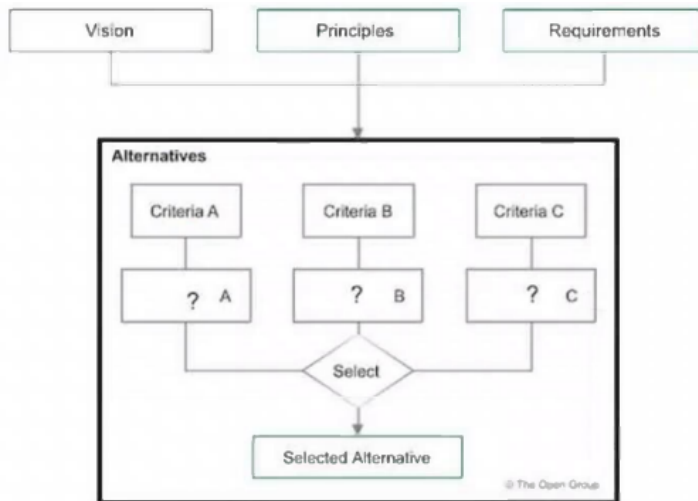 Vision
Principles
Requirements
Alternatives
Criteria A
Criteria B
Criteria C
? A
? B
? C
Select
Selected Alternative
© The Open Group